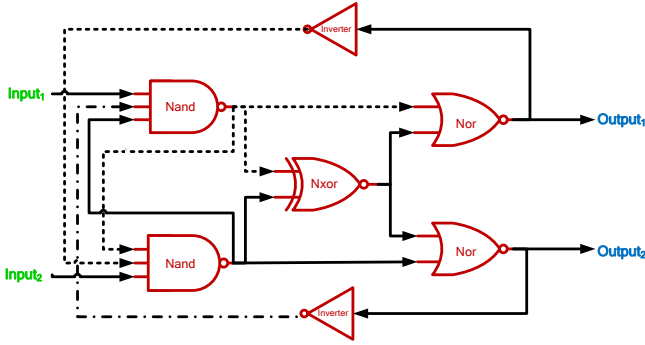 Inverter
Input₁
Nand
Nor
Output₁
Nxor
Nand
Nor
Output₂
Input₂
Inverter